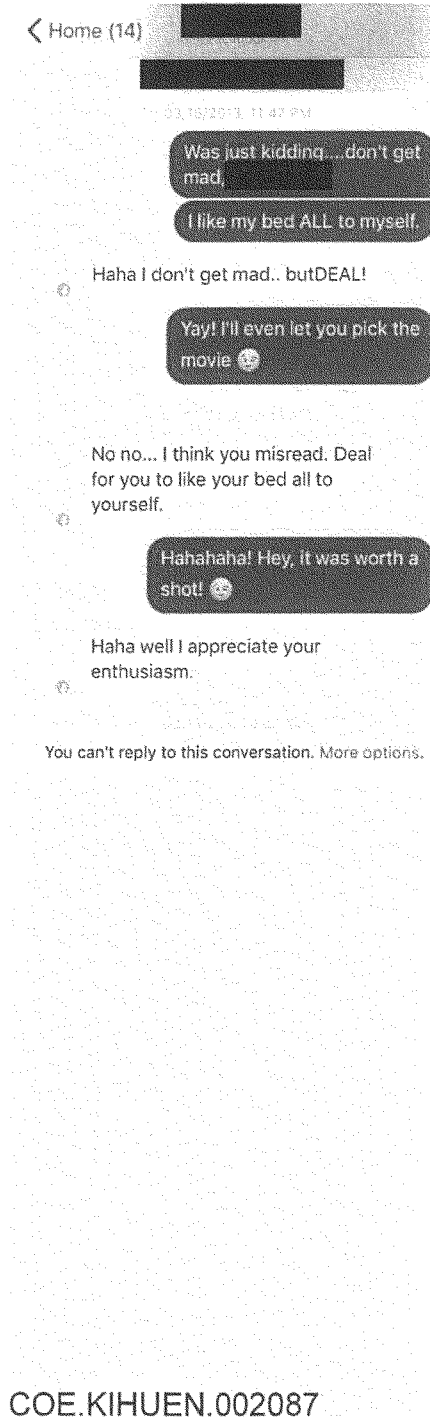 Home (14)
Was just kidding....don't get
mad,
I like my bed ALL to myself.
Haha I don't get mad.. butDEAL!
Yay! I'll even let you pick the
movie
No no... I think you misread. Deal
for you to like your bed all to
yourself.
Hahahaha! Hey, it was worth a
shot!
Haha well I appreciate your
enthusiasm.
You can't reply to this conversation. More options.
COE.KIHUEN.002087